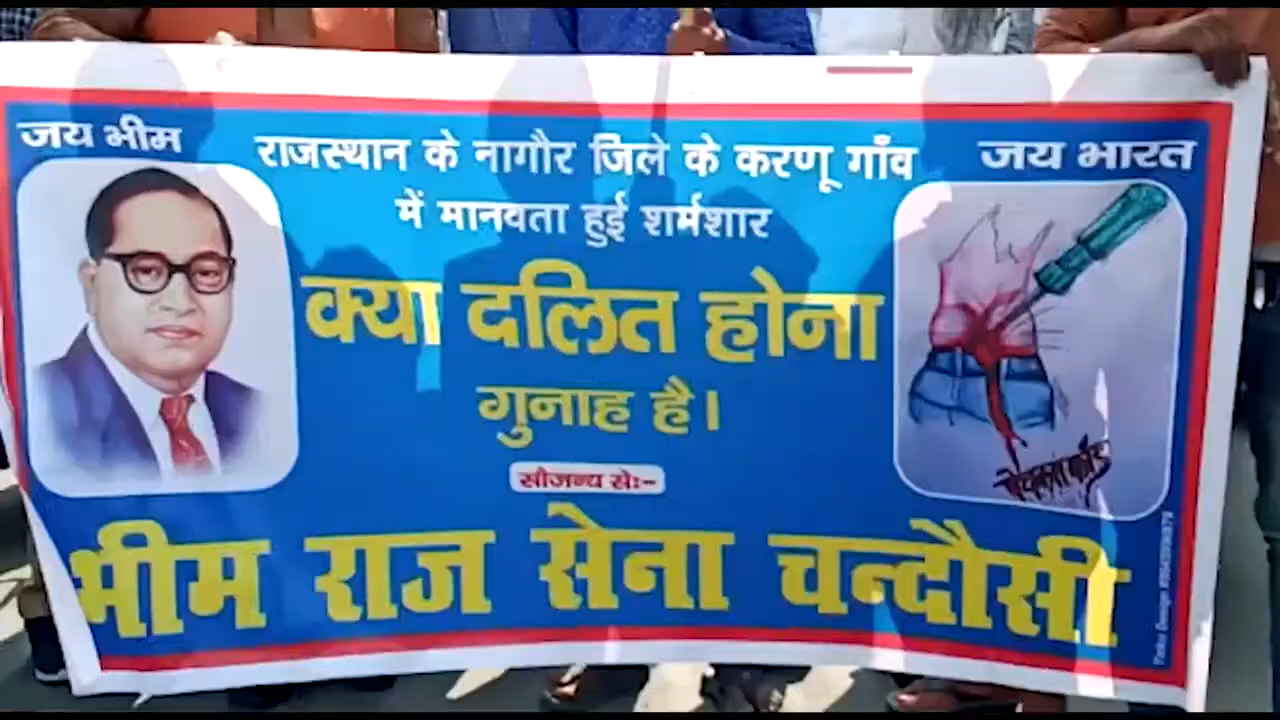 जय भीम
राजस्थान के नागौर जिले के करणू गाँव
जय भारत
में मानवता हुई शर्मशार
क्या दलित होना
गुनाह है।
सौजन्य से:-
भीम राज सेना चन्दौसी